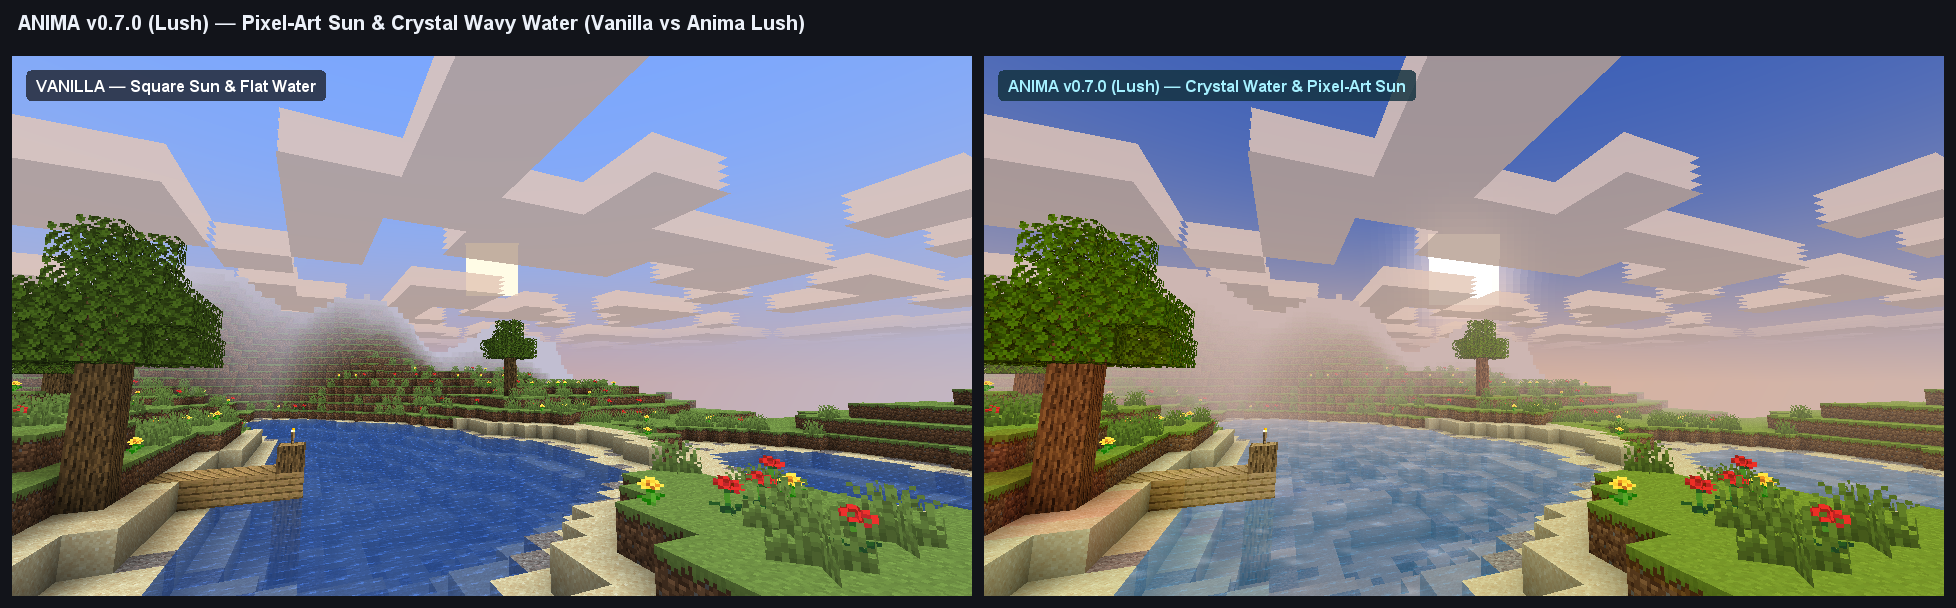 ANIMA v0.7.0 (Lush) — Pixel-Art Sun & Crystal Wavy Water (Vanilla vs Anima Lush)
VANILLA — Square Sun & Flat Water
ANIMA v0.7.0 (Lush) — Crystal Water & Pixel-Art Sun